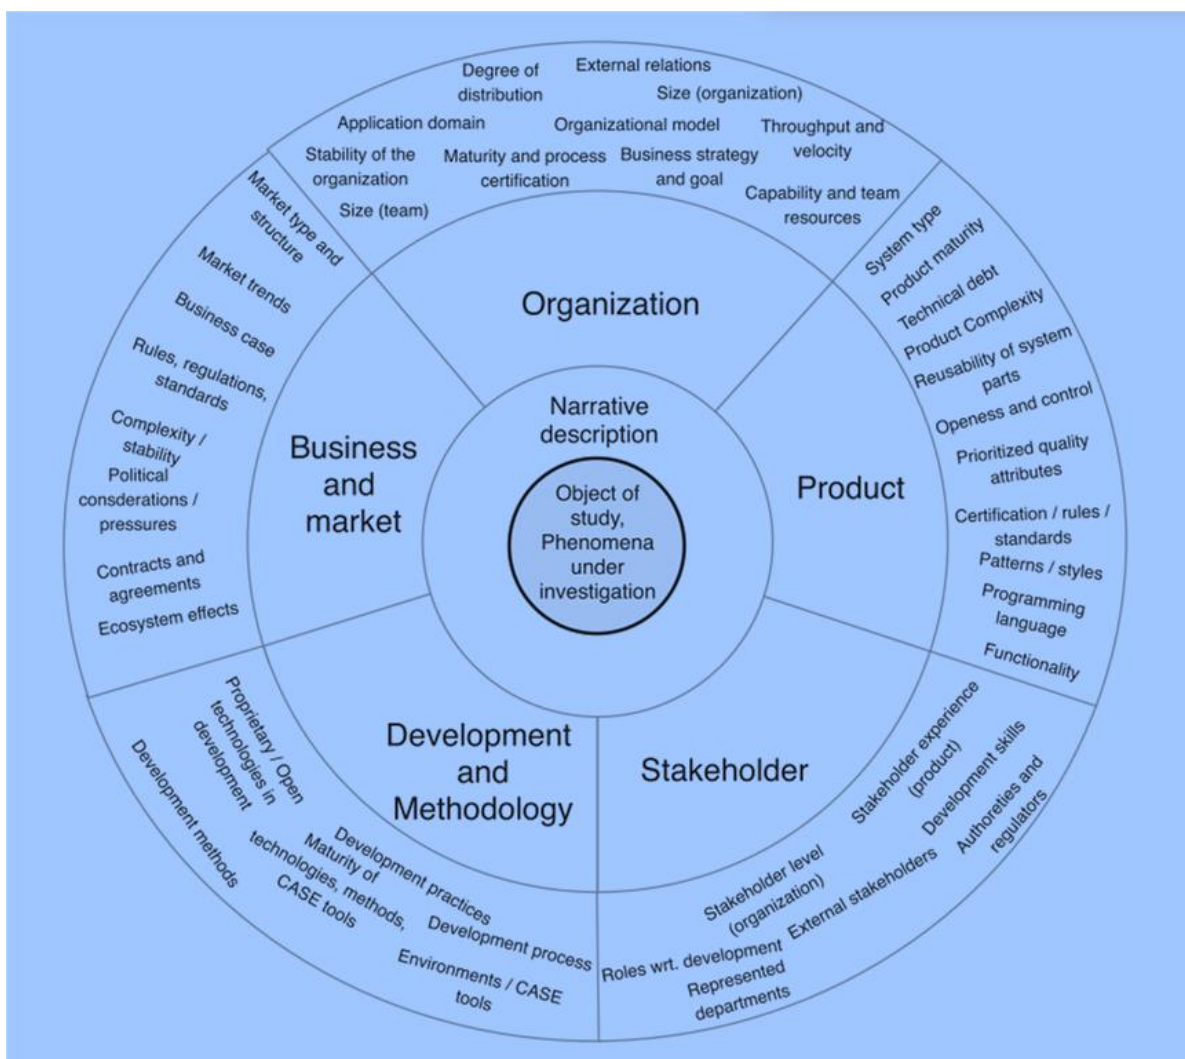 Degree of
distribution
External relations
Size (organization)
Application domain
Organizational model
Throughput and
velocity
Stability of the
organization
Maturity and process
certification
Business strategy
and goal
Size (team)
Capability and team
resources
Organization
System type
Product maturity
Technical debt
Product Complexity
Reusability of system
parts
Openess and control
Prioritized quality
attributes
Certification / rules /
standards
Patterns / styles
Programming
language
Functionality
Product
Stakeholder experience
(product)
Development skills
Authoreties and
regulators
Stakeholder level
(organization)
External stakeholders
Roles wrt. development
Represented
departments
Stakeholder
Proprietary / Open
technologies in
development
Development methods
Development practices
Maturity of
technologies, methods,
CASE tools
Development process
Environments / CASE
tools
Development
and
Methodology
Market type and
structure
Market trends
Business case
Rules, regulations,
standards
Complexity /
stability
Political
consderations /
pressures
Contracts and
agreements
Ecosystem effects
Business
and
market
Narrative
description
Object of
study,
Phenomena
under
investigation